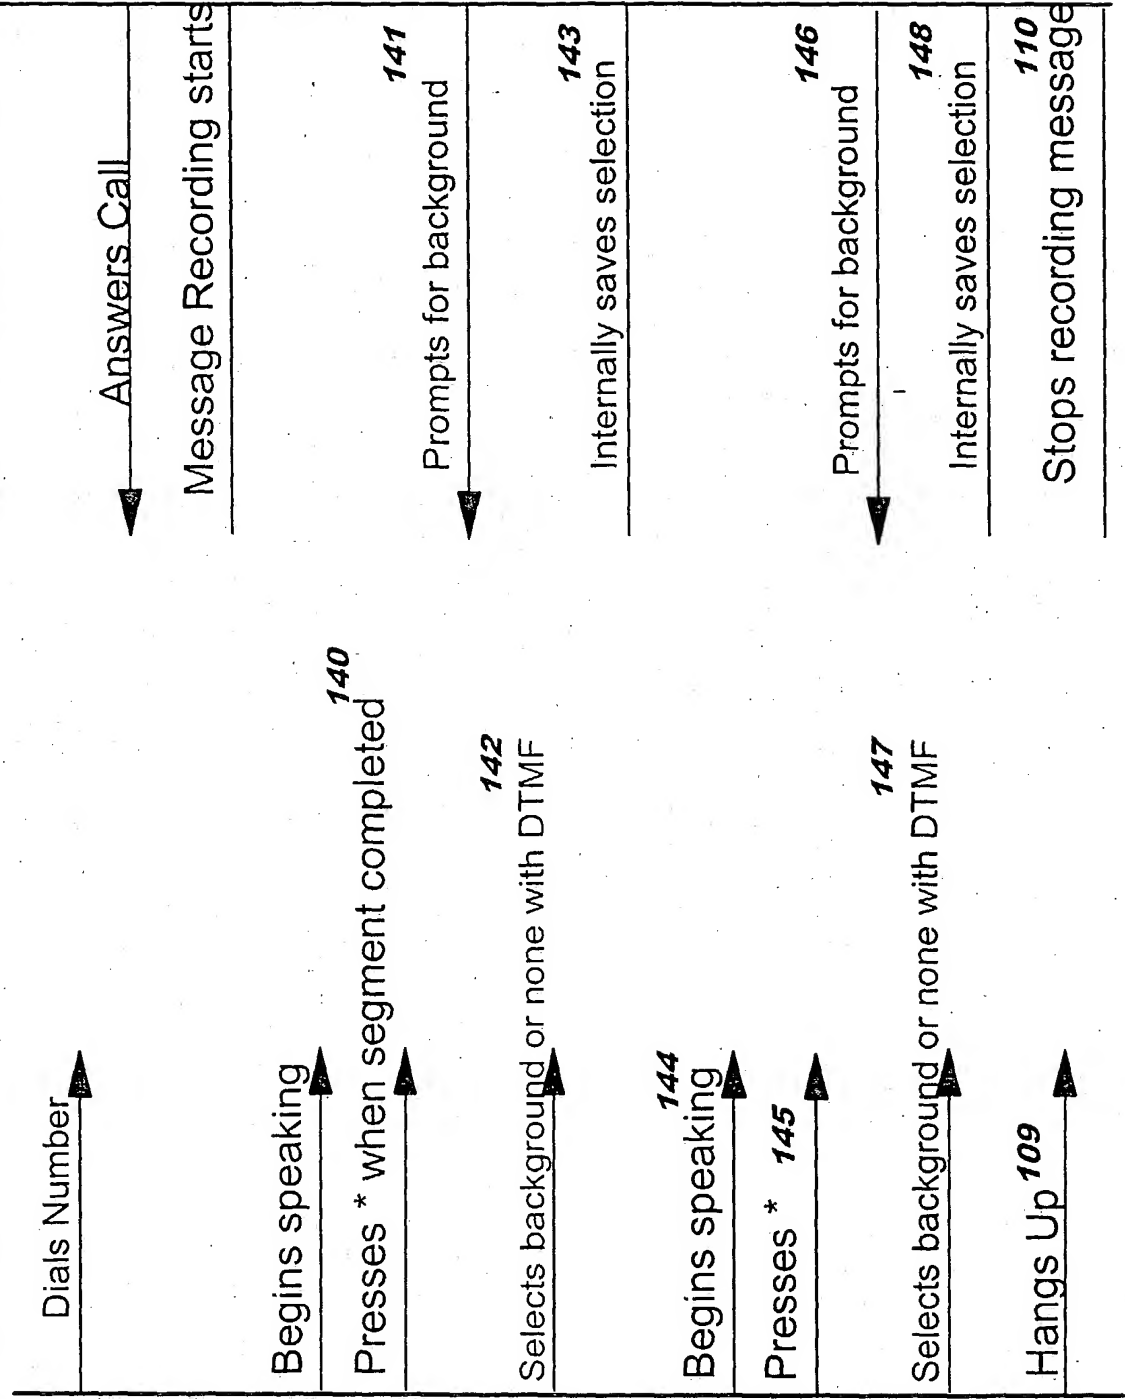 Dials Number
Answers Call
Message Recording starts
Begins speaking
140
Presses * when segment completed
141
Prompts for background
142
Selects background or none with DTMF
143
Internally saves selection
144
Begins speaking
Presses * 145
146
Prompts for background
147
Selects background or none with DTMF
148
Internally saves selection
Hangs Up 109
110
Stops recording message